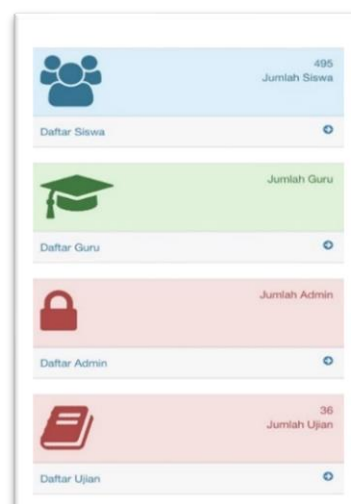 495
Jumlah Siswa
Daftar Siswa
Jumlah Guru
Daftar Guru
Jumlah Admin
Daftar Admin
36
Jumlah Ujian
Daftar Ujian